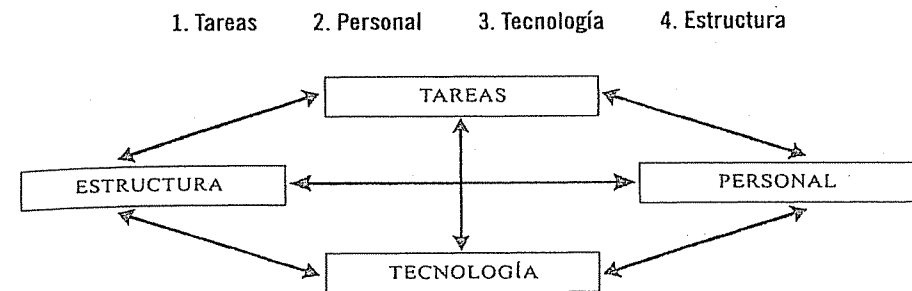 1. Tareas 2. Personal 3. Tecnología 4. Estructura
TAREAS
ESTRUCTURA PERSONAL
TECNOLOGÍA